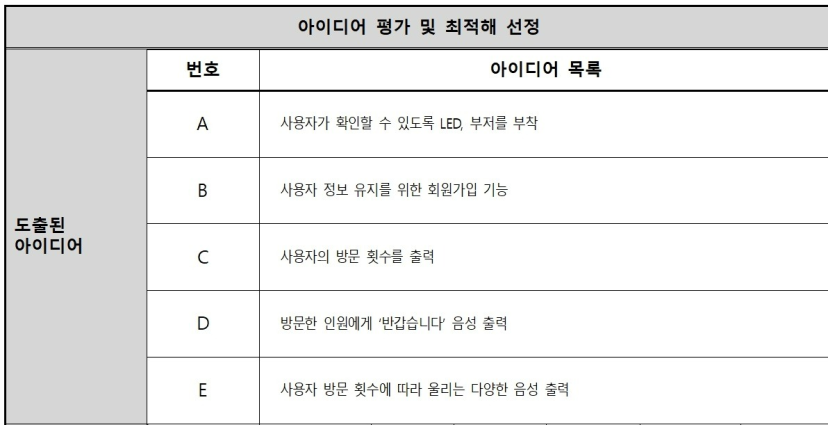 아이디어 평가 및 최적해 선정
번호 아이디어 목록
도출된
아이디어
A 사용자가 확인할 수 있도록 LED, 부저를 부착
B 사용자 정보 유지를 위한 회원가입 기능
C 사용자의 방문 횟수를 출력
D 방문한 인원에게 '반갑습니다' 음성 출력
E 사용자 방문 횟수에 따라 울리는 다양한 음성 출력